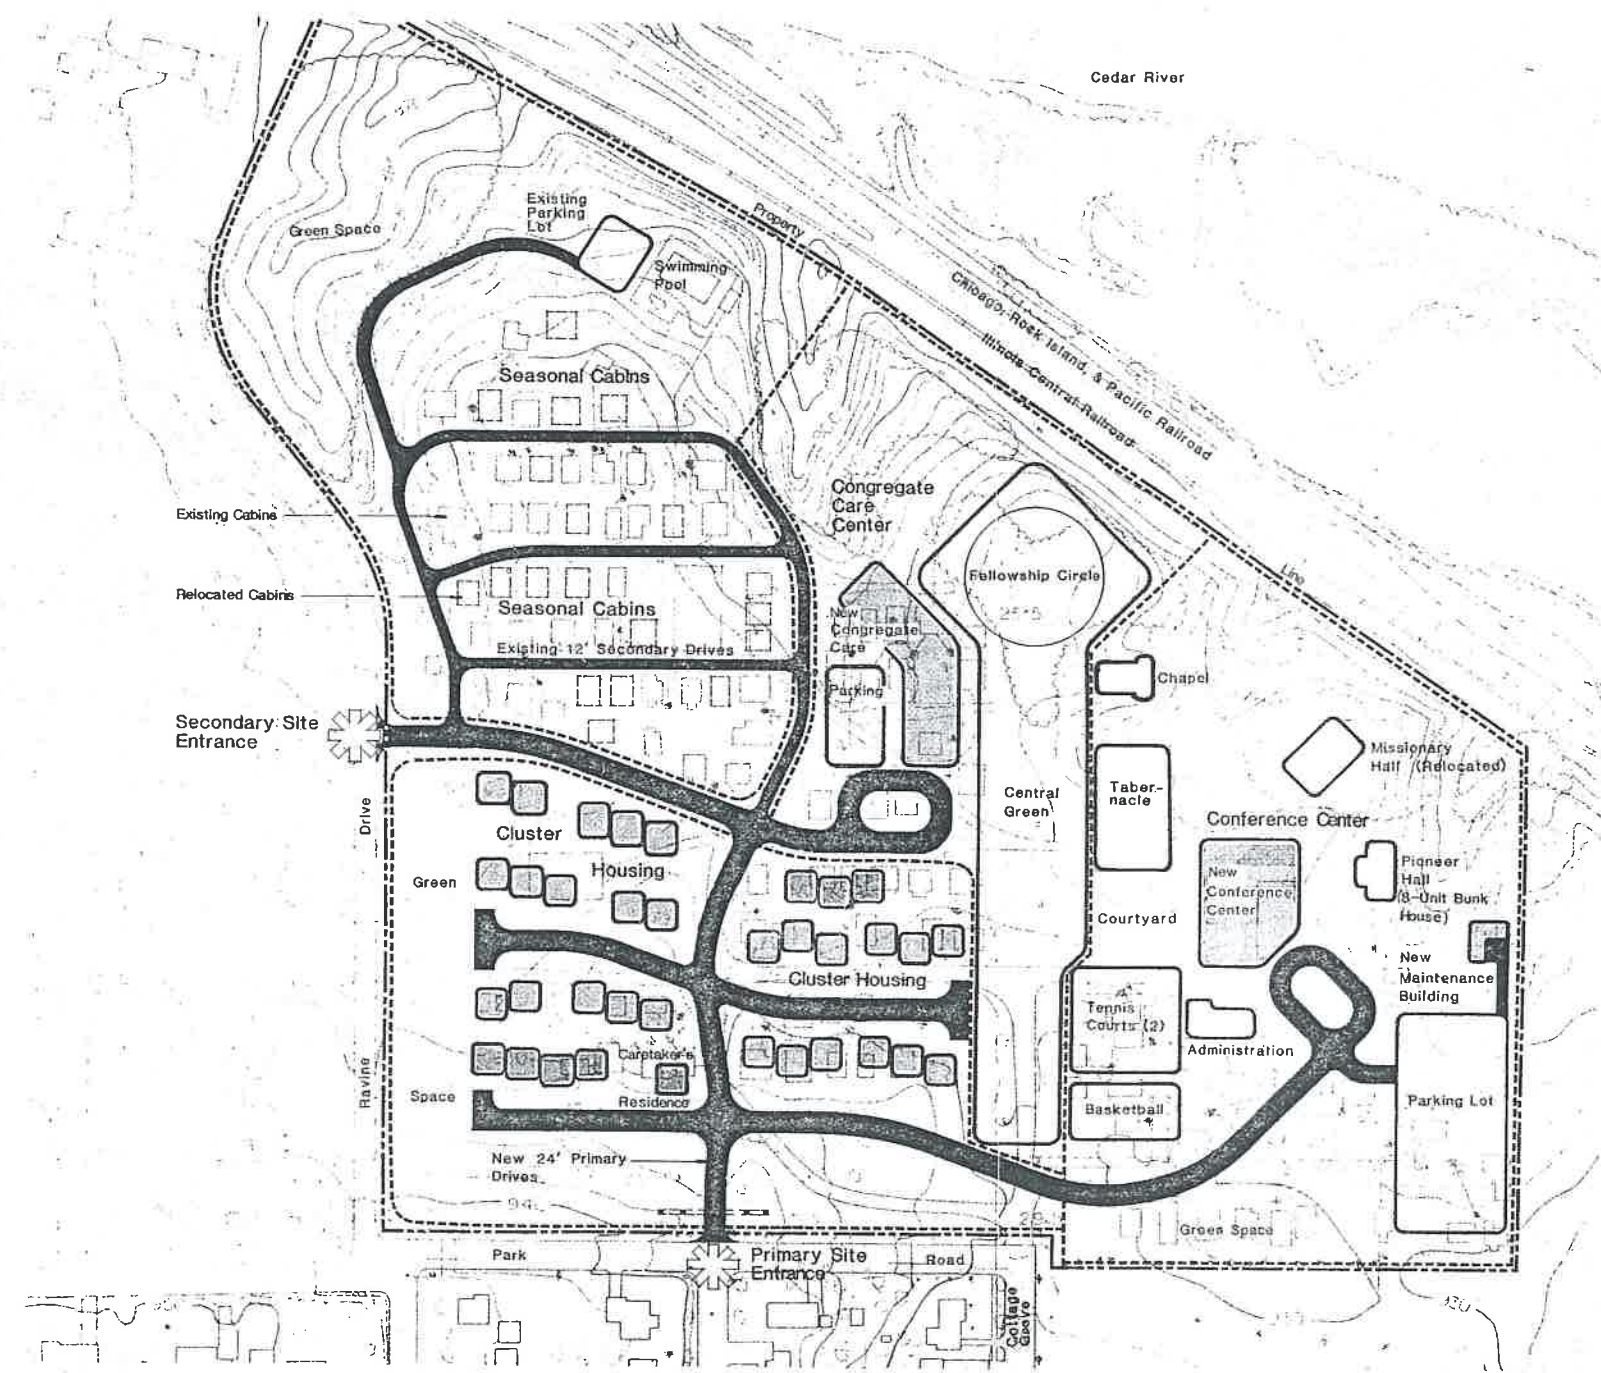 Cedar River
Existing
Parking
Lot
Property
Green Space
Swimming
Pool
Chicago, Rock Island, & Pacific Railroad
Illinois Central Railroad
Seasonal Cabins
Congregate
Care
Center
Existing Cabins
Fellowship Circle
Line
Relocated Cabins
Seasonal Cabins
New
Congregate
Care
Existing 12' Secondary Drives
Chapel
Parking
Secondary Site
Entrance
Missionary
Hall (Relocated)
Central
Green
Taber-
nacle
Conference Center
Drive
Cluster
Housing
Green
Pioneer
Hall
(8-Unit Bunk
House)
New
Conference
Center
Courtyard
New
Maintenance
Building
Cluster Housing
Tennis
Courts (2)
Administration
Caretaker's
Residence
Ravine
Space
Basketball
Parking Lot
New 24' Primary
Drives
Green Space
Park
Primary Site
Entrance
Road
Cottage
Grove